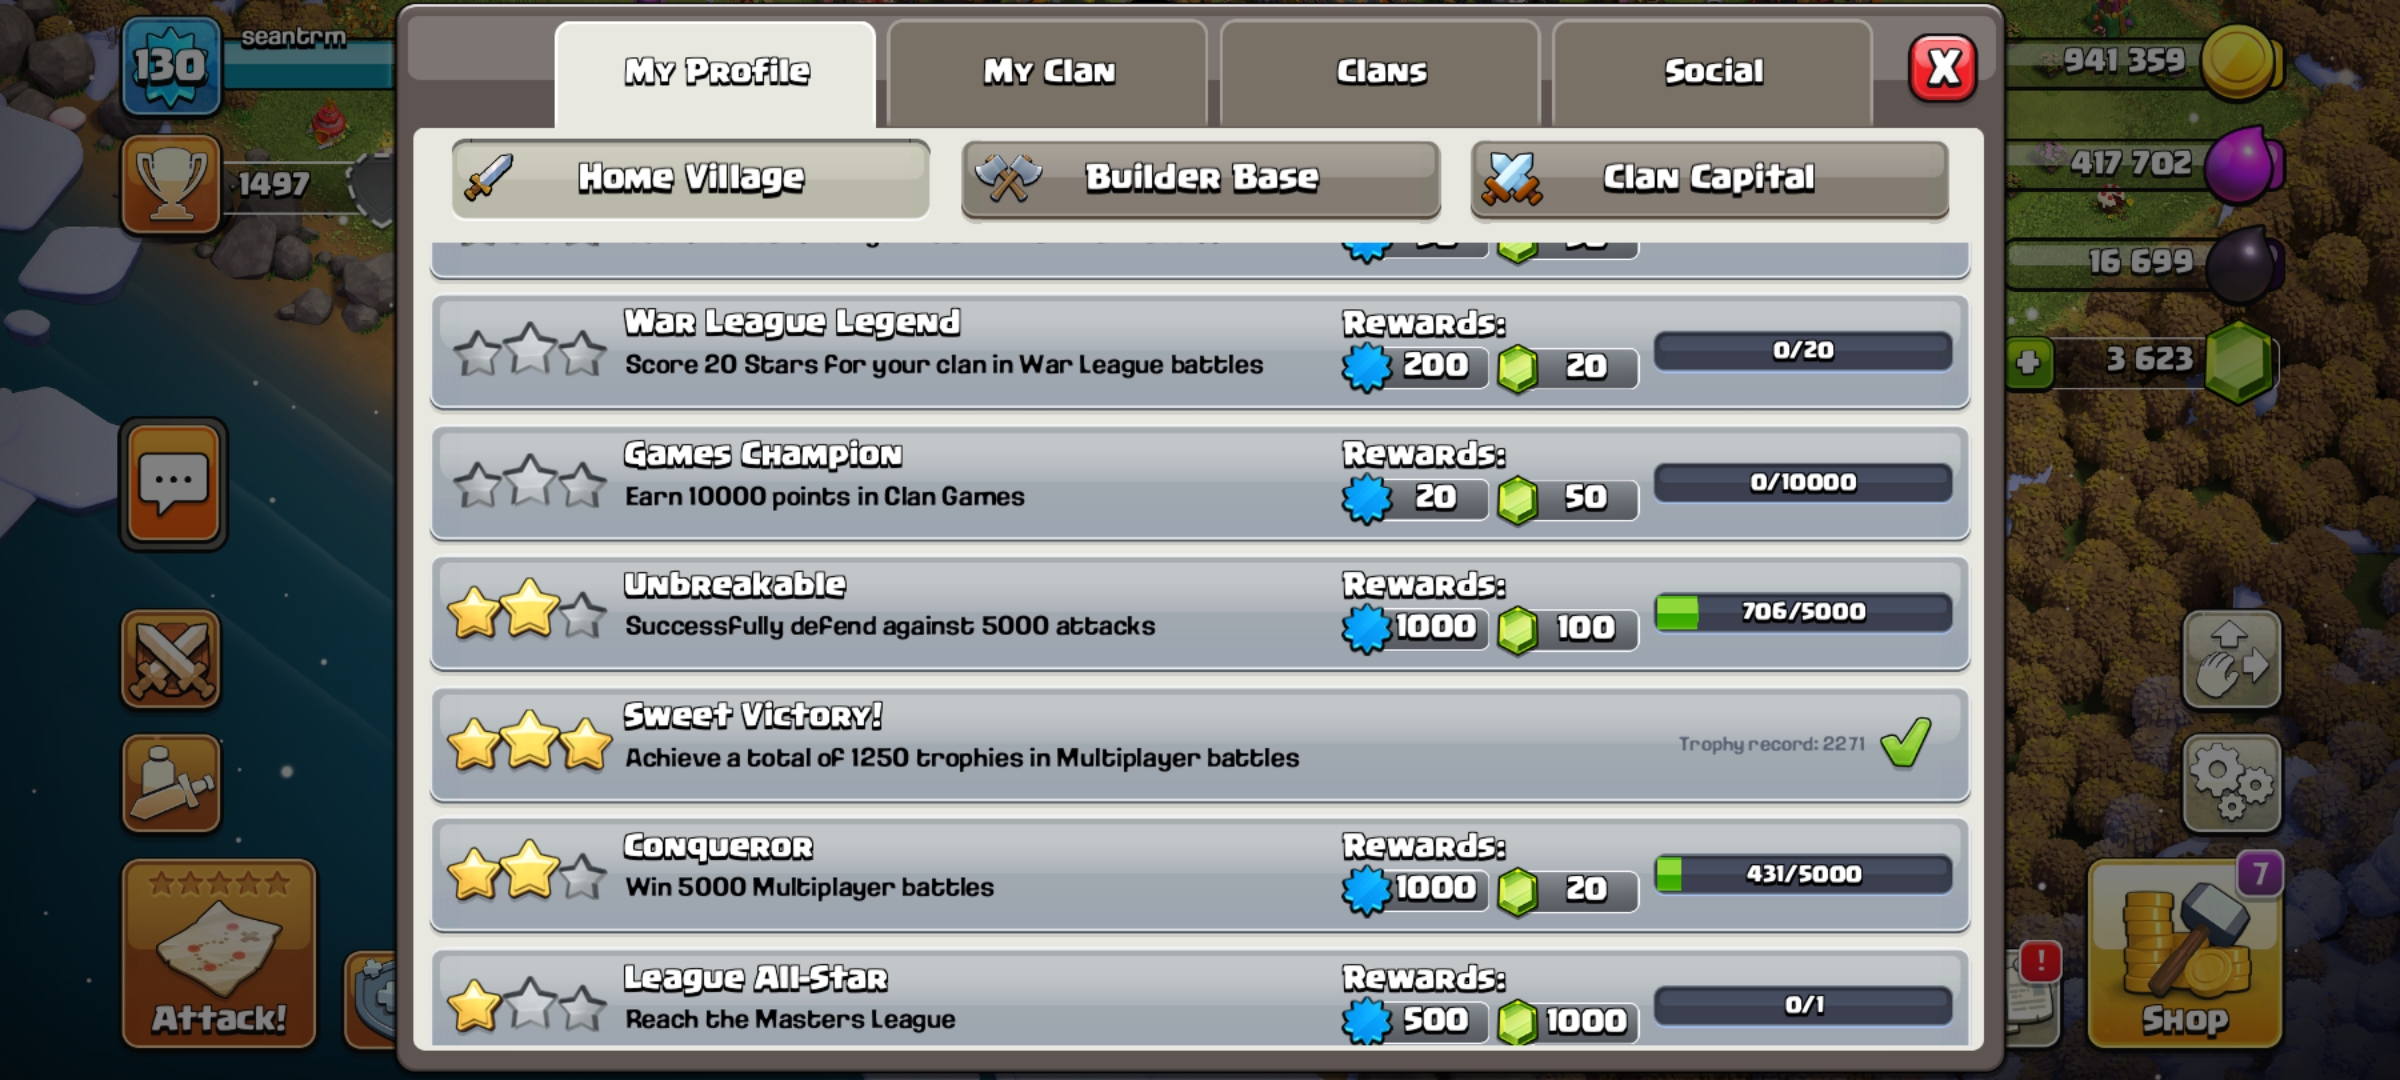 130
seantrm
My Profile
My Clan
Clans
Social
X
941 359
1497
Home Village
Builder Base
Clan Capital
417 702
16 699
War League Legend
Score 20 Stars for your clan in War League battles
Rewards:
200
20
0/20
3 623
Games Champion
Earn 10000 points in Clan Games
Rewards:
20
50
0/10000
Unbreakable
Successfully defend against 5000 attacks
Rewards:
1000
100
706/5000
Sweet Victory!
Achieve a total of 1250 trophies in Multiplayer battles
Trophy record: 2271
Conqueror
Win 5000 Multiplayer battles
Rewards:
1000
20
431/5000
7
League All-Star
Reach the Masters League
Rewards:
500
1000
0/1
!
Attack!
Shop